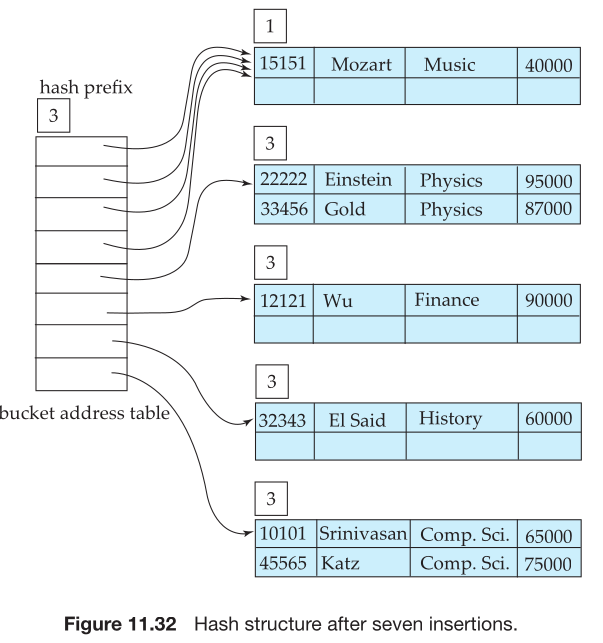 1
15151 Mozart Music 40000
hash prefix
3
3
22222 Einstein Physics 95000
33456 Gold Physics 87000
3
12121 Wu Finance 90000
3
bucket address table
32343 El Said History 60000
3
10101 Srinivasan Comp. Sci. 65000
45565 Katz Comp. Sci. 75000
Figure 11.32 Hash structure after seven insertions.